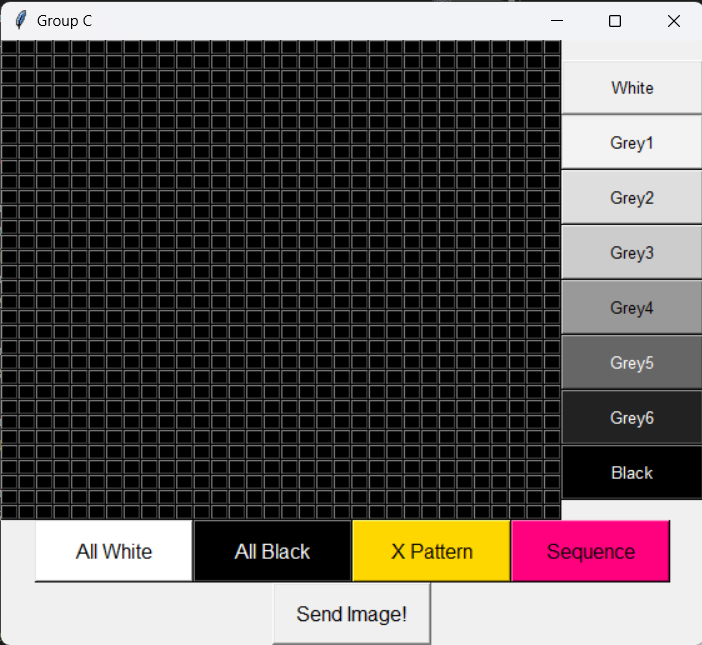 Group C
White
Grey1
Grey2
Grey3
Grey4
Grey5
Grey6
Black
All White
All Black
X Pattern
Sequence
Send Image!